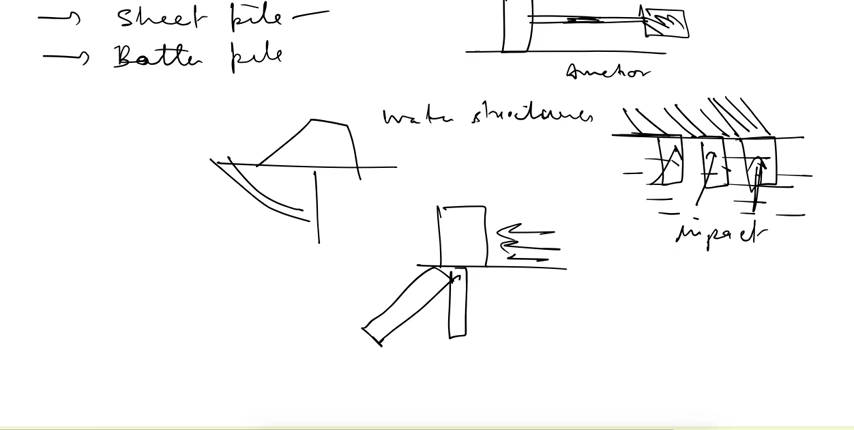 → Sheet pile –
→ Batter pile
Anchor
water structures
impact